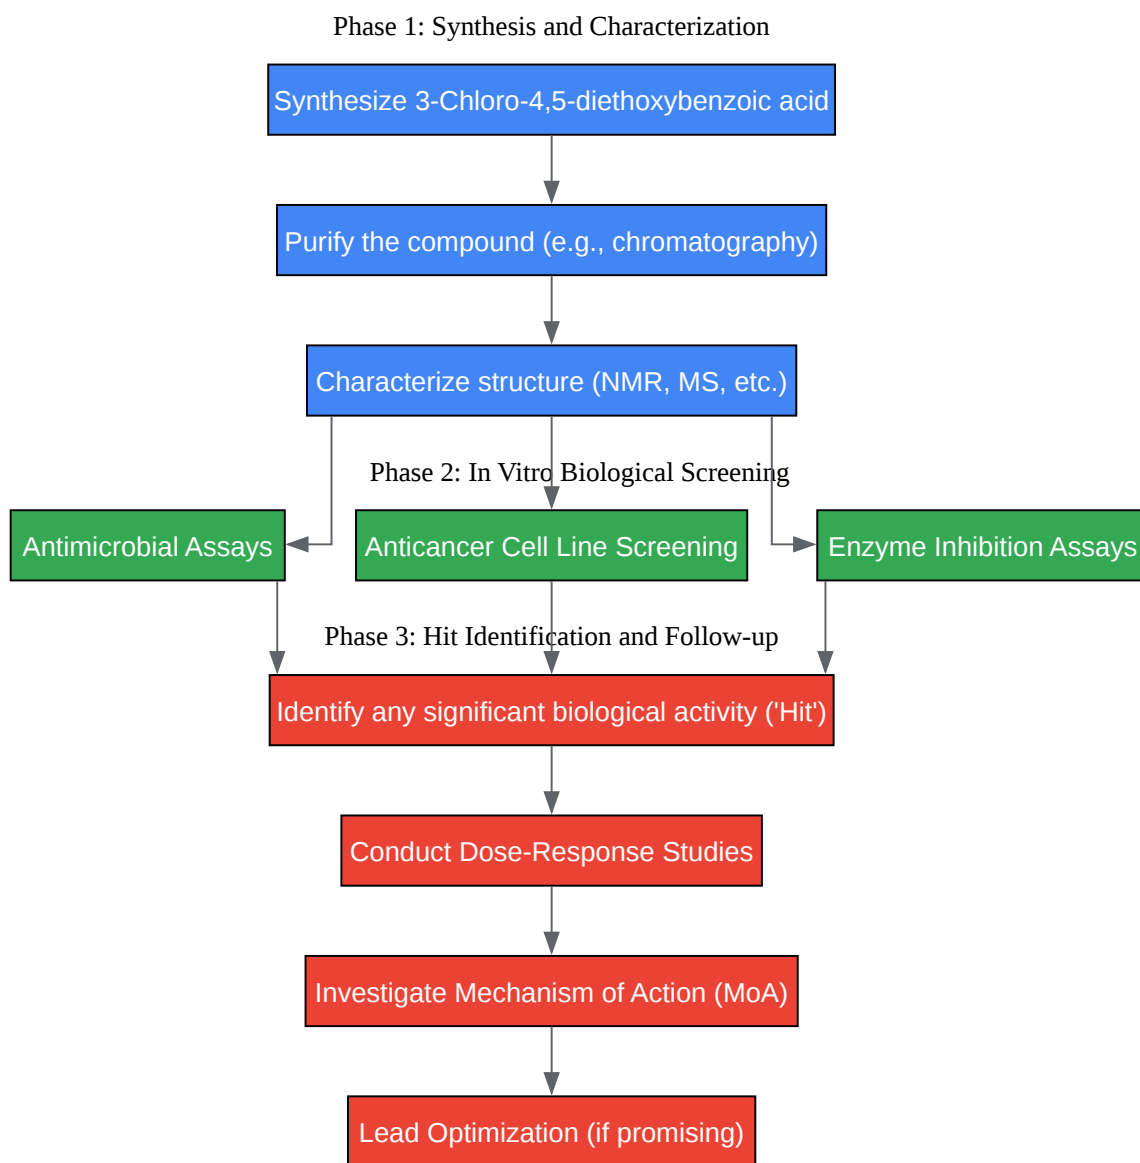 Phase 1: Synthesis and Characterization
Synthesize 3-Chloro-4,5-diethoxybenzoic acid
Purify the compound (e.g., chromatography)
Characterize structure (NMR, MS, etc.)
Phase 2: In Vitro Biological Screening
Antimicrobial Assays
Anticancer Cell Line Screening
Enzyme Inhibition Assays
Phase 3: Hit Identification and Follow-up
Identify any significant biological activity ('Hit')
Conduct Dose-Response Studies
Investigate Mechanism of Action (MoA)
Lead Optimization (if promising)